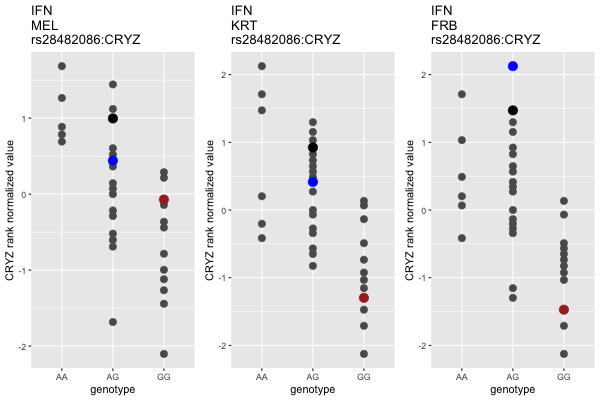 IFN
MEL
rs28482086:CRYZ
CRYZ rank normalized value
1
0
-1
-2
AA AG GG
genotype
IFN
KRT
rs28482086:CRYZ
CRYZ rank normalized value
2
1
0
-1
-2
AA AG GG
genotype
IFN
FRB
rs28482086:CRYZ
CRYZ rank normalized value
2
1
0
-1
-2
AA AG GG
genotype